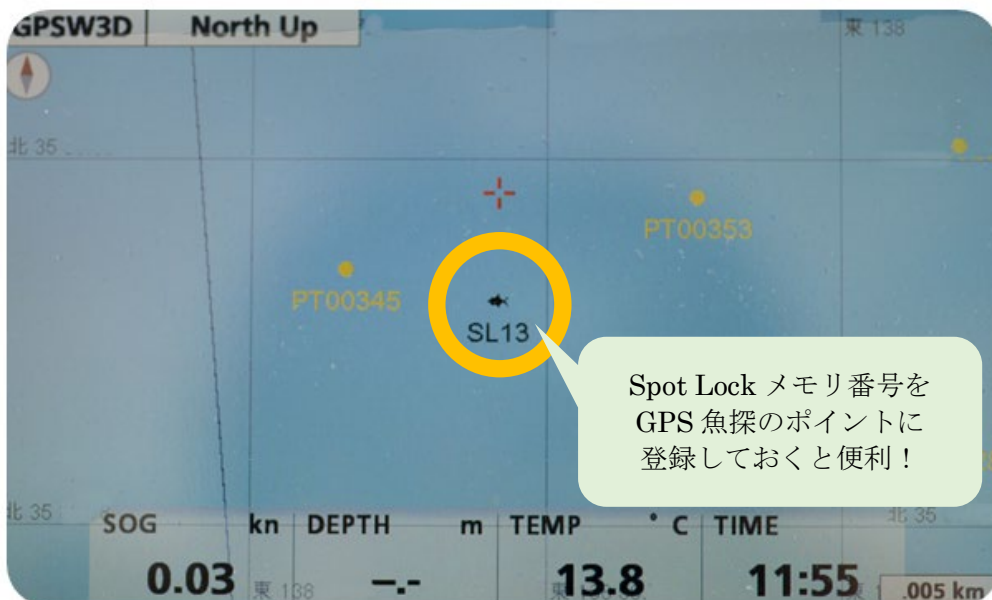 GPSW3D North Up
東 138
北 35
PT00353
PT00345
SL13
Spot Lock メモリ番号を
GPS 魚探のポイントに
登録しておくと便利！
北 35 北 35
SOG kn DEPTH m TEMP °C TIME
0.03 -.- 13.8 11:55
東 138 .005 km